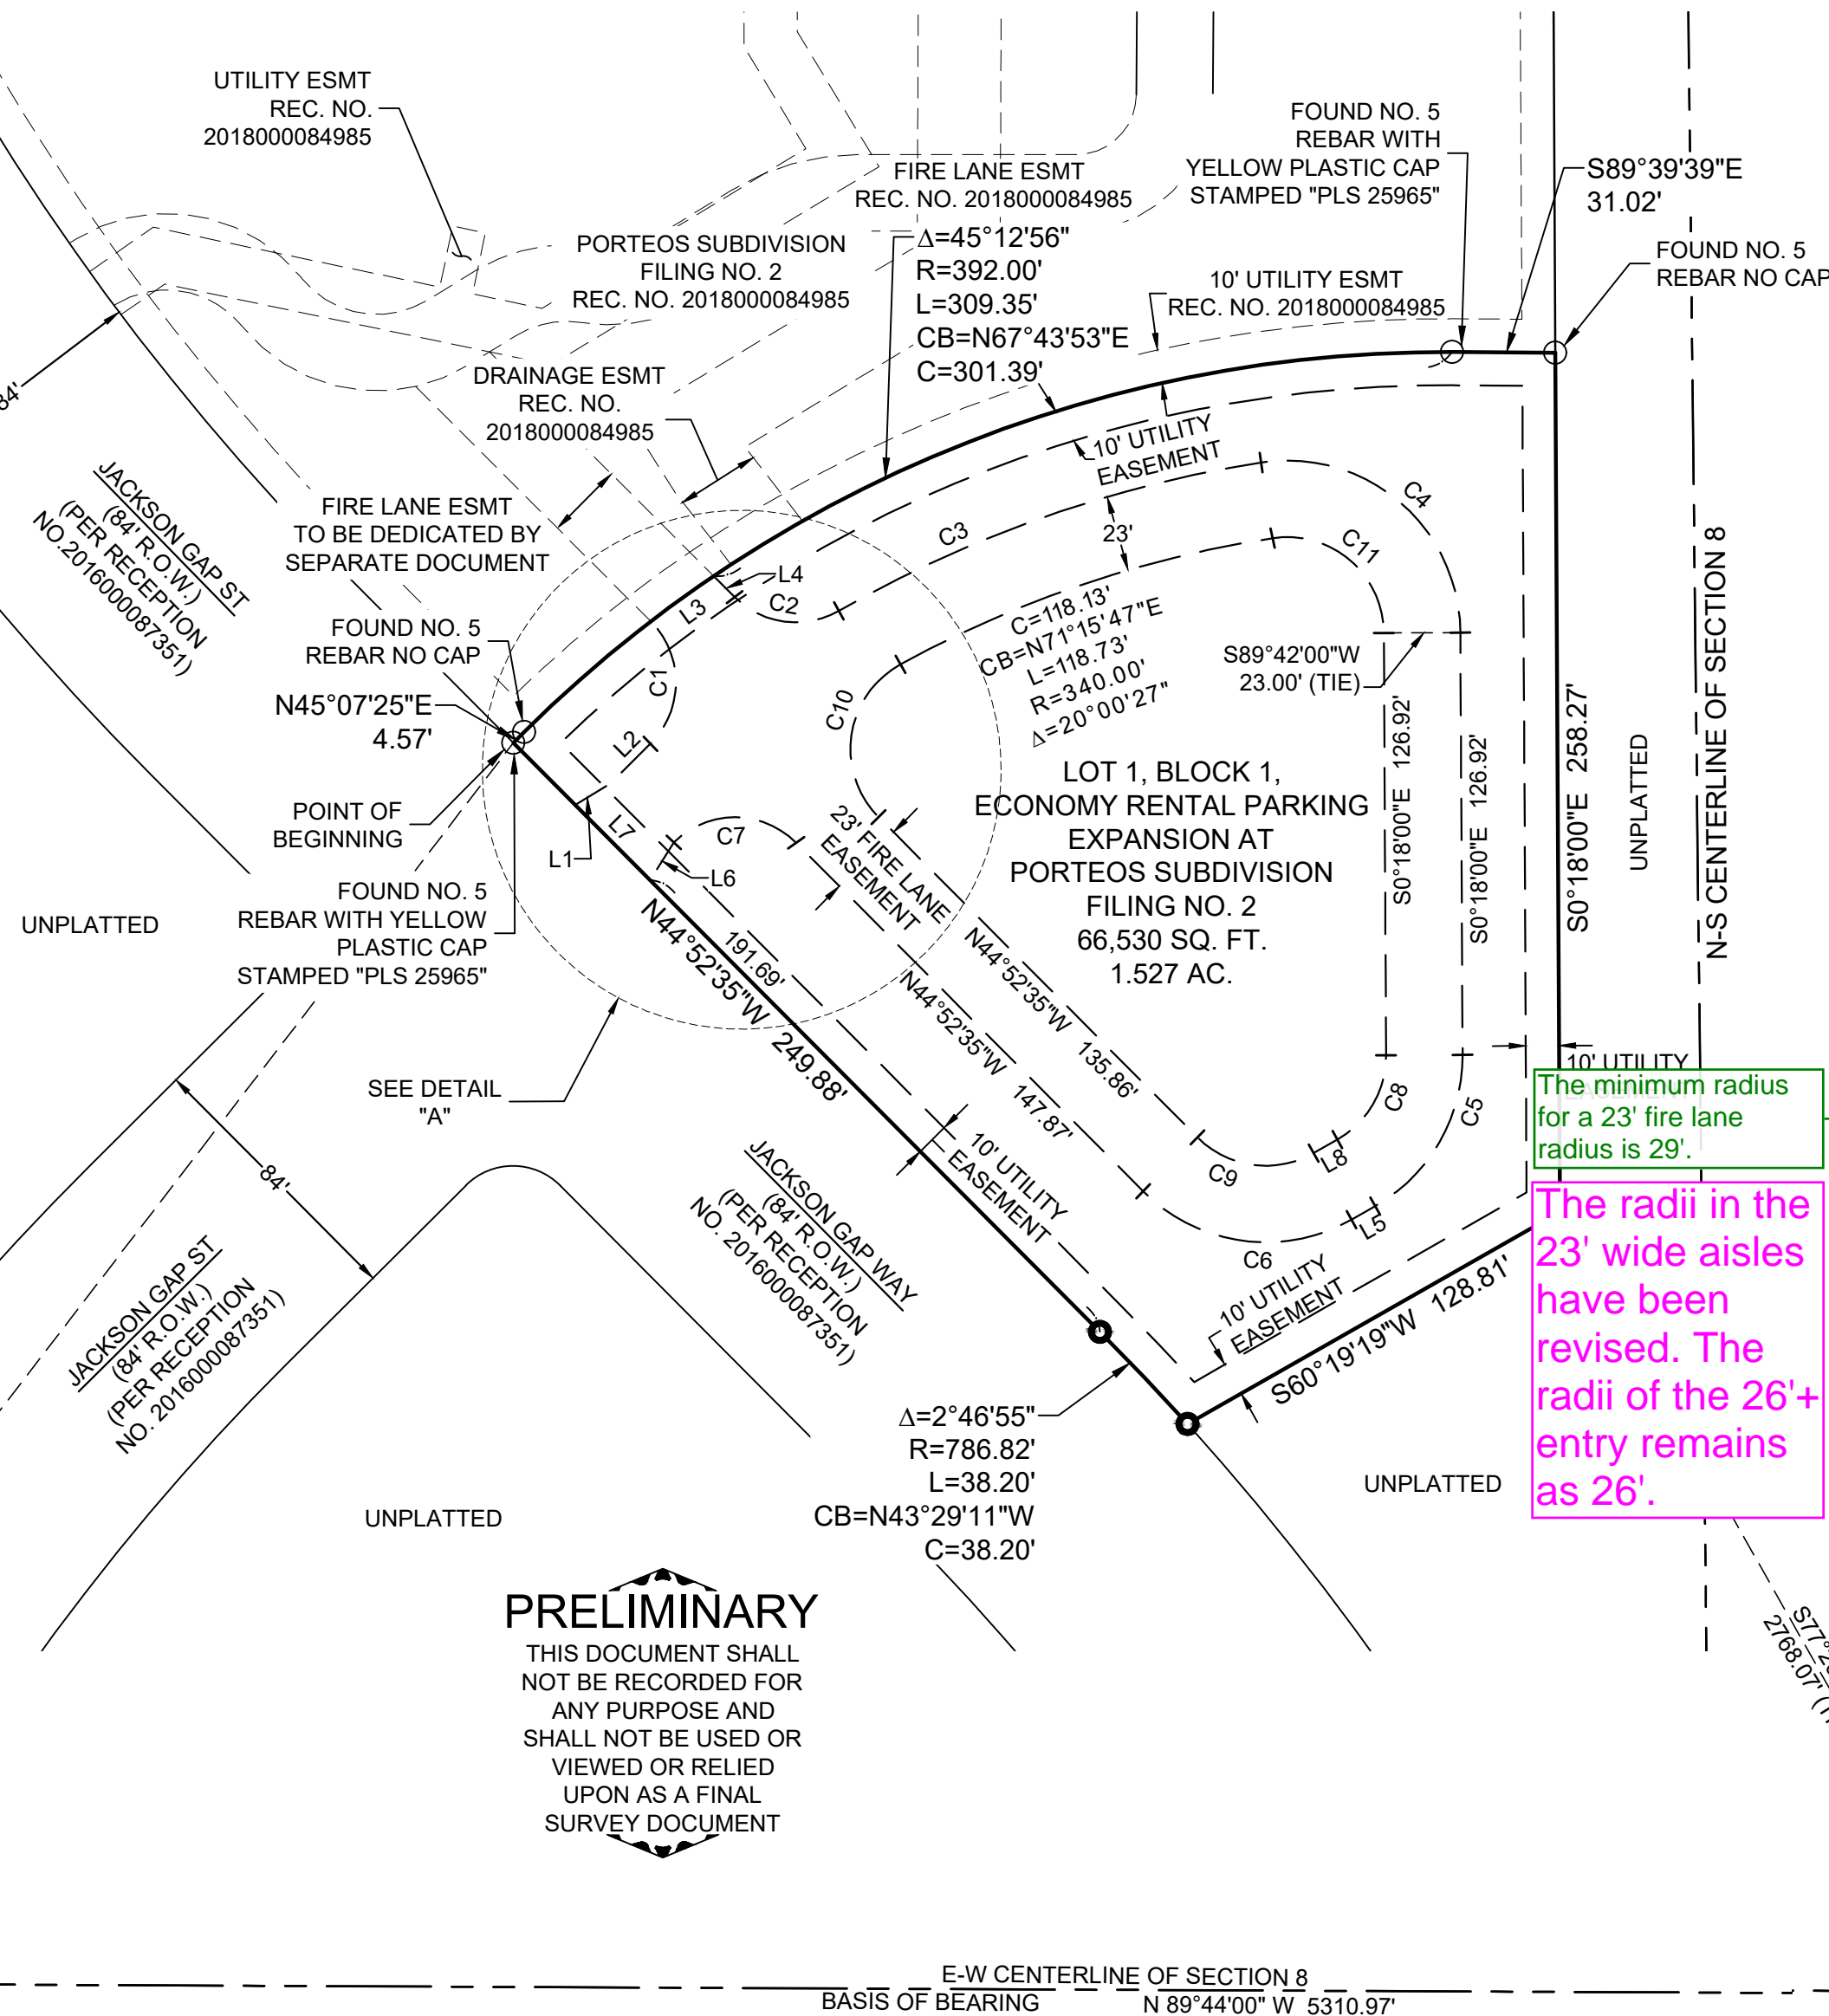 UTILITY ESMT
REC. NO.
2018000084985
FOUND NO. 5
REBAR WITH
YELLOW PLASTIC CAP
STAMPED "PLS 25965"
FIRE LANE ESMT
REC. NO. 2018000084985
S89°39'39"E
31.02'
PORTEOS SUBDIVISION
FILING NO. 2
REC. NO. 2018000084985
Δ=45°12'56"
R=392.00'
L=309.35'
CB=N67°43'53"E
C=301.39'
10' UTILITY ESMT
REC. NO. 2018000084985
FOUND NO. 5
REBAR NO CAP
84'
DRAINAGE ESMT
REC. NO.
2018000084985
10' UTILITY
EASEMENT
JACKSON GAP ST
(84' R.O.W.)
(PER RECEPTION
NO.2016000087351)
FIRE LANE ESMT
TO BE DEDICATED BY
SEPARATE DOCUMENT
C3
23'
C4
C11
L4
C2
L3
C1
L2
FOUND NO. 5
REBAR NO CAP
N45°07'25"E
4.57'
C=118.13'
CB=N71°15'47"E
L=118.73'
R=340.00'
Δ=20°00'27"
S89°42'00"W
23.00' (TIE)
C10
S0°18'00"E 126.92'
S0°18'00"E 126.92'
S0°18'00"E 258.27'
UNPLATTED
N-S CENTERLINE OF SECTION 8
POINT OF
BEGINNING
L1
L7
C7
L6
23' FIRE LANE
EASEMENT
LOT 1, BLOCK 1,
ECONOMY RENTAL PARKING
EXPANSION AT
PORTEOS SUBDIVISION
FILING NO. 2
66,530 SQ. FT.
1.527 AC.
FOUND NO. 5
REBAR WITH YELLOW
PLASTIC CAP
STAMPED "PLS 25965"
UNPLATTED
191.69'
N44°52'35"W 249.88'
N44°52'35"W 147.87'
N44°52'35"W 135.86'
SEE DETAIL
"A"
10' UTILITY
The minimum radius
for a 23' fire lane
radius is 29'.
C8
C5
C9
L8
L5
C6
84'
10' UTILITY
EASEMENT
JACKSON GAP WAY
(84' R.O.W.)
(PER RECEPTION
NO. 2016000087351)
The radii in the
23' wide aisles
have been
revised. The
radii of the 26'+
entry remains
as 26'.
10' UTILITY
EASEMENT
S60°19'19"W 128.81'
JACKSON GAP ST
(84' R.O.W.)
(PER RECEPTION
NO. 2016000087351)
Δ=2°46'55"
R=786.82'
L=38.20'
CB=N43°29'11"W
C=38.20'
UNPLATTED
UNPLATTED
PRELIMINARY
THIS DOCUMENT SHALL
NOT BE RECORDED FOR
ANY PURPOSE AND
SHALL NOT BE USED OR
VIEWED OR RELIED
UPON AS A FINAL
SURVEY DOCUMENT
2768.07'
E-W CENTERLINE OF SECTION 8
BASIS OF BEARING N 89°44'00" W 5310.97'